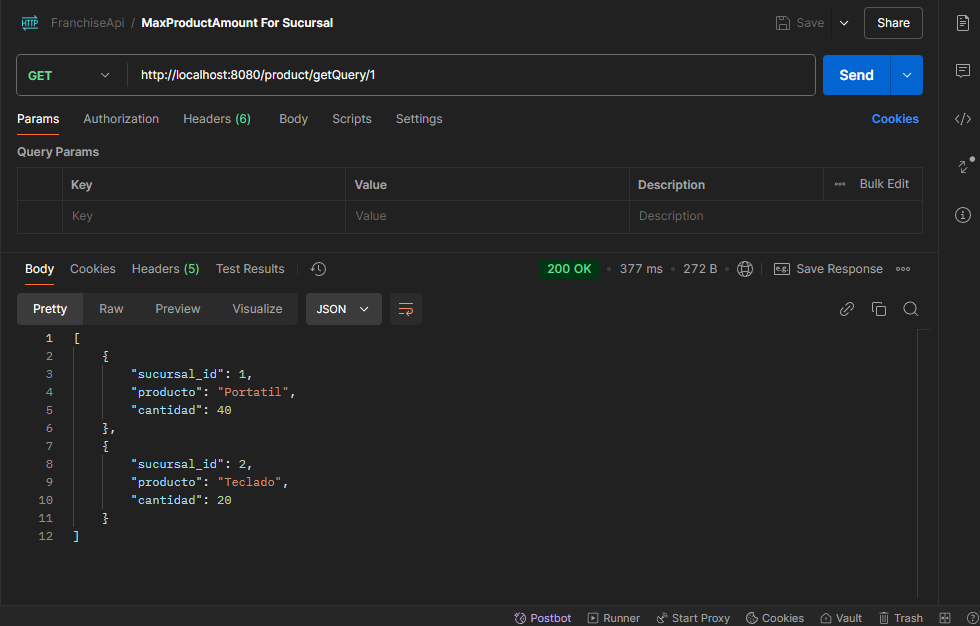 HTTP FranchiseApi / MaxProductAmount For Sucursal Save Share
GET http://localhost:8080/product/getQuery/1 Send
Params Authorization Headers (6) Body Scripts Settings Cookies
Query Params
Key Value Description Bulk Edit
Key Value Description
Body Cookies Headers (5) Test Results 200 OK • 377 ms • 272 B • e.g. Save Response
Pretty Raw Preview Visualize JSON
1 [
2 {
3 "sucursal_id": 1,
4 "producto": "Portatil",
5 "cantidad": 40
6 },
7 {
8 "sucursal_id": 2,
9 "producto": "Teclado",
10 "cantidad": 20
11 }
12 ]
Postbot Runner Start Proxy Cookies Vault Trash